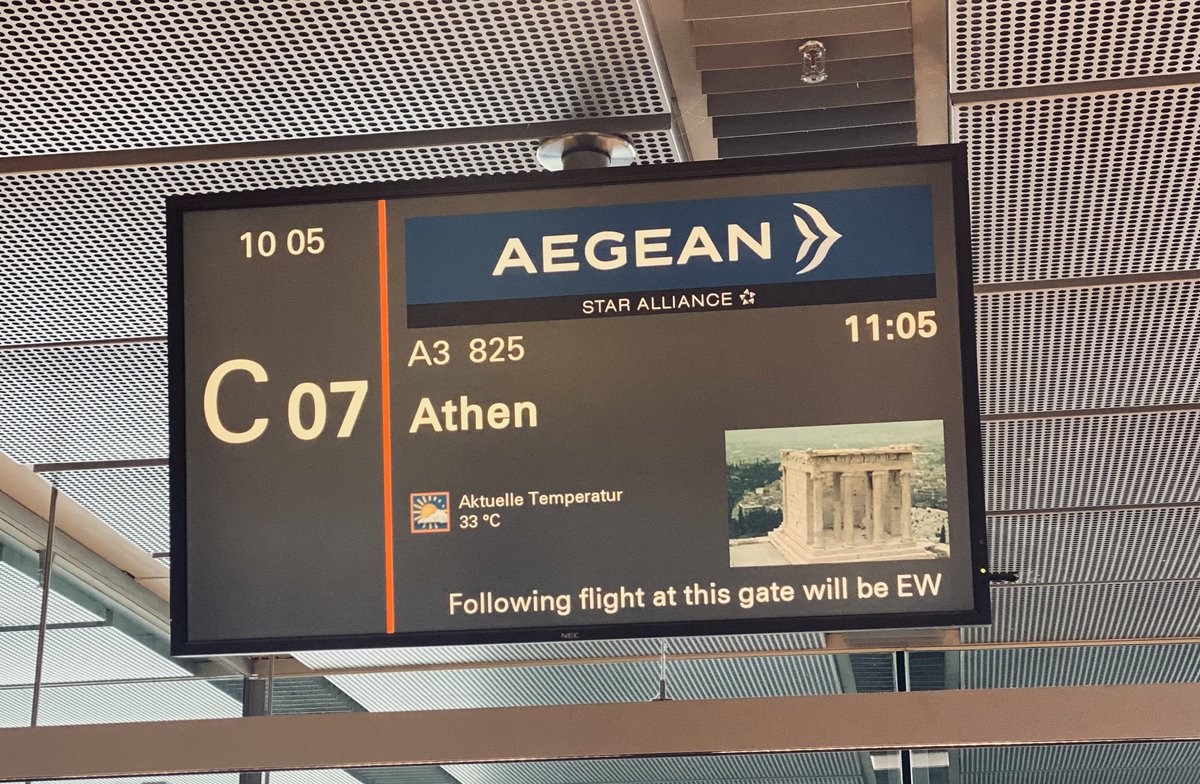 10 05
C 07
AEGEAN
STAR ALLIANCE
A3 825
11:05
Athen
Aktuelle Temperatur
33 °C
Following flight at this gate will be EW
NEC